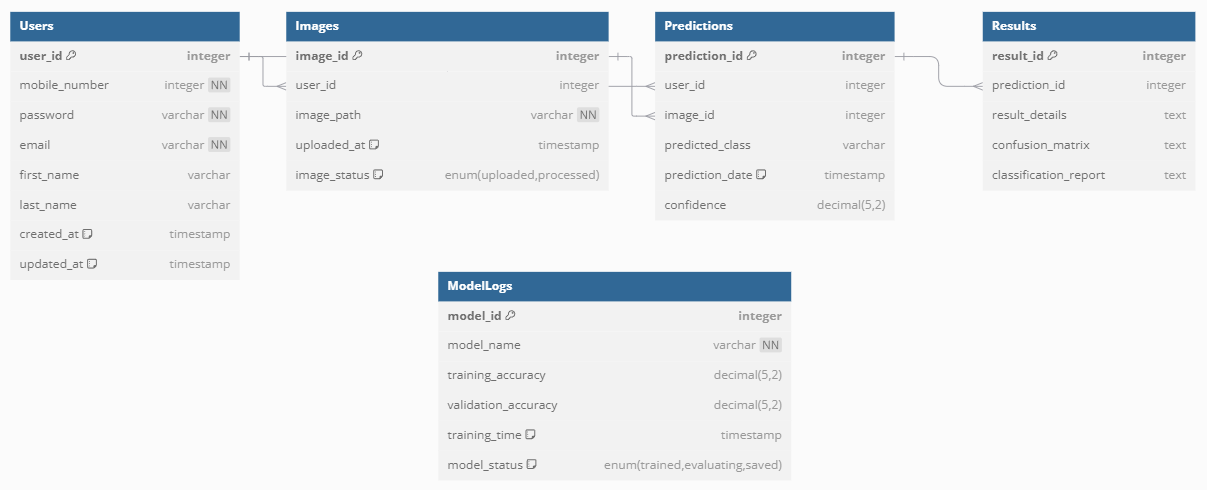 Users
user_id integer
mobile_number integer NN
password varchar NN
email varchar NN
first_name varchar
last_name varchar
created_at timestamp
updated_at timestamp
Images
image_id integer
user_id integer
image_path varchar NN
uploaded_at timestamp
image_status enum(uploaded,processed)
Predictions
prediction_id integer
user_id integer
image_id integer
predicted_class varchar
prediction_date timestamp
confidence decimal(5,2)
Results
result_id integer
prediction_id integer
result_details text
confusion_matrix text
classification_report text
ModelLogs
model_id integer
model_name varchar NN
training_accuracy decimal(5,2)
validation_accuracy decimal(5,2)
training_time timestamp
model_status enum(trained,evaluating,saved)